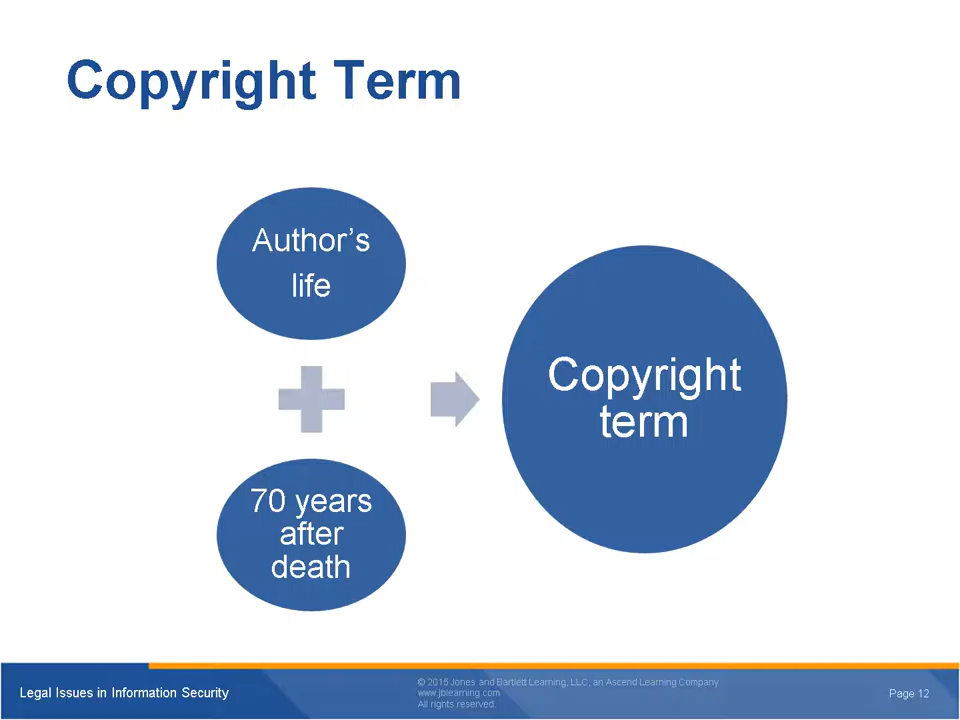 Copyright Term
Author’s
life
70 years
after
death
Copyright
term
Legal Issues in Information Security
© 2015 Jones and Bartlett Learning, LLC, an Ascend Learning Company
www.jblearning.com
All rights reserved.
Page 12